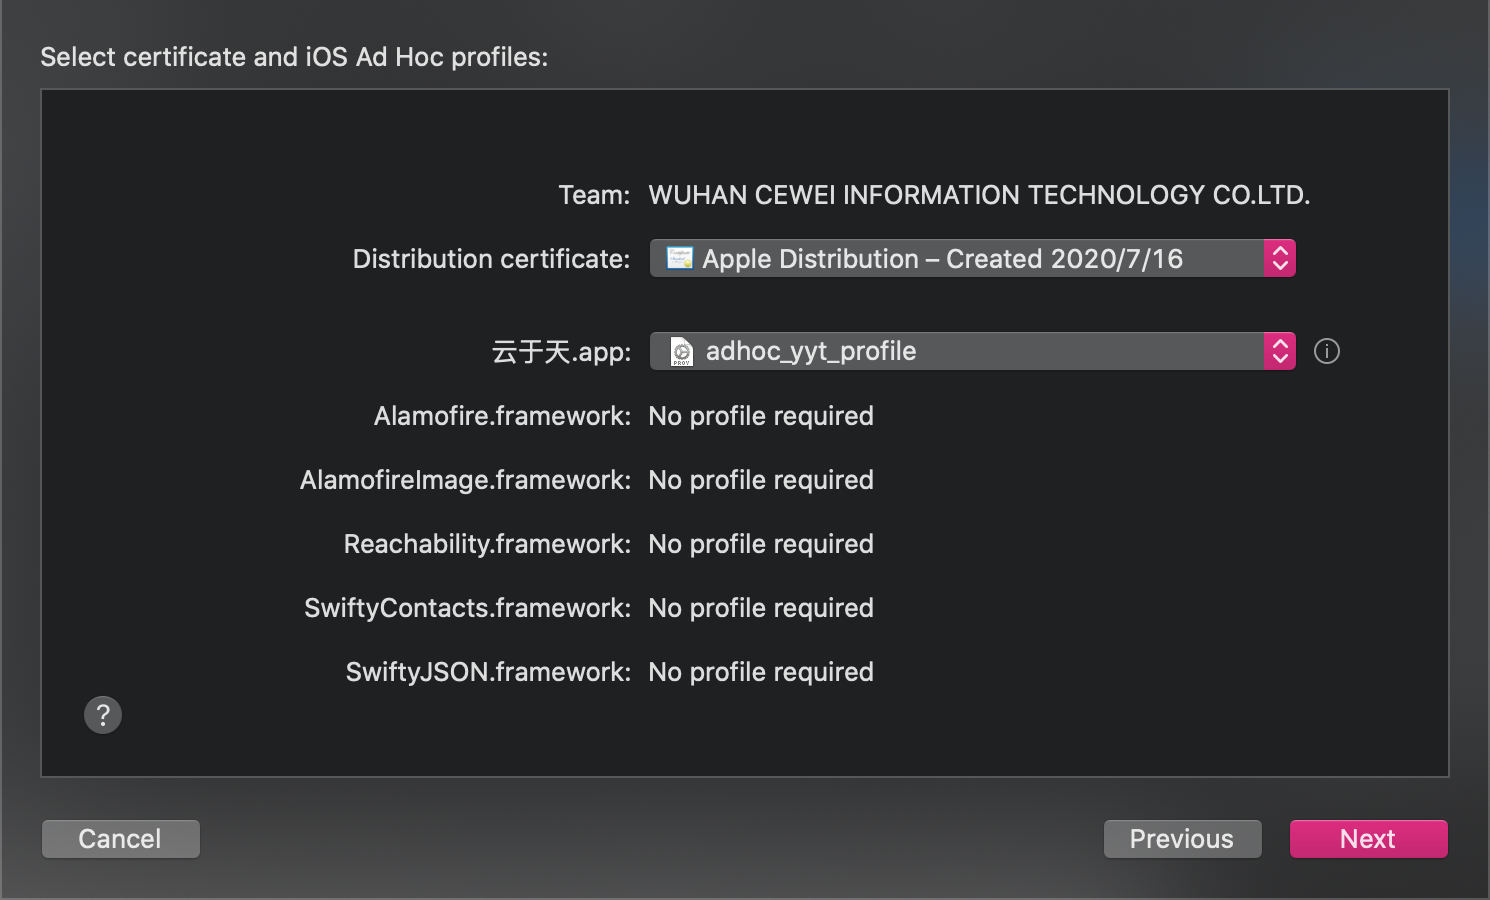 Select certificate and iOS Ad Hoc profiles:
Team: WUHAN CEWEI INFORMATION TECHNOLOGY CO.LTD.
Distribution certificate: Apple Distribution – Created 2020/7/16
云于天.app: adhoc_yyt_profile
Alamofire.framework: No profile required
AlamofireImage.framework: No profile required
Reachability.framework: No profile required
SwiftyContacts.framework: No profile required
SwiftyJSON.framework: No profile required
?
Cancel Previous Next